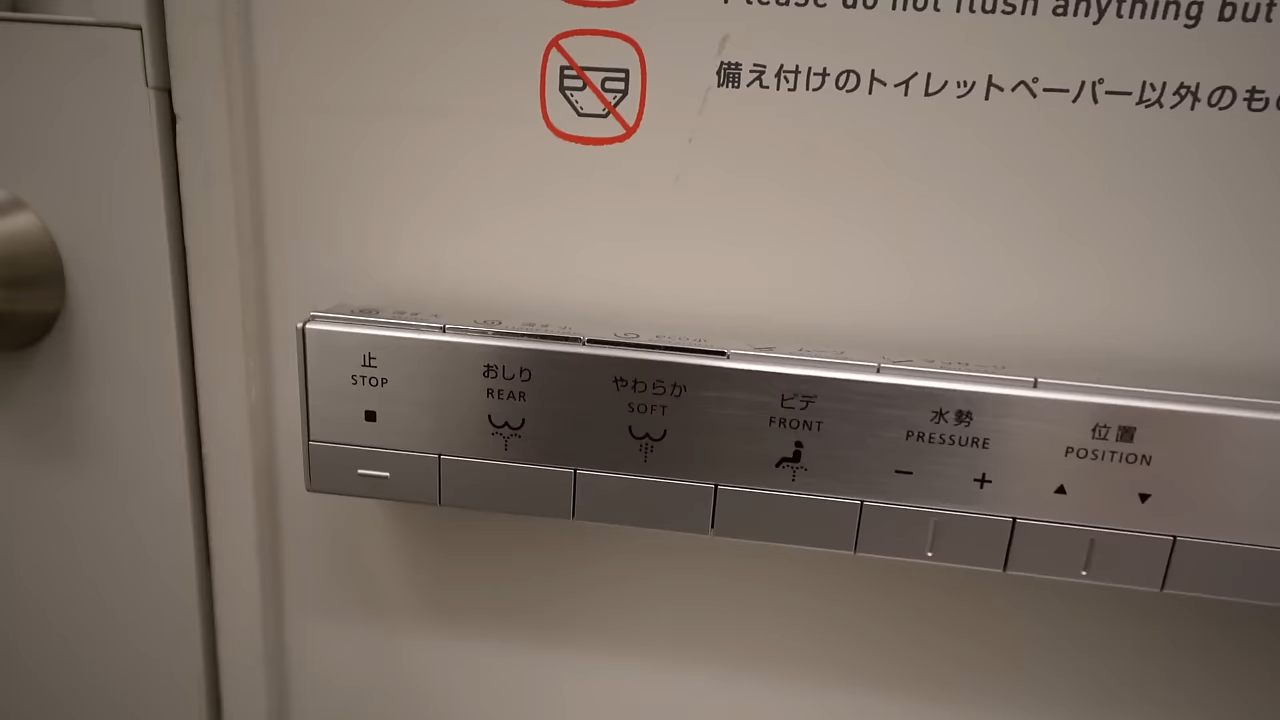 Please do not flush anything but
備え付けのトイレットペーパー以外のも
止
STOP
おしり
REAR
やわらか
SOFT
ビデ
FRONT
水勢
PRESSURE
− +
位置
POSITION
▲ ▼